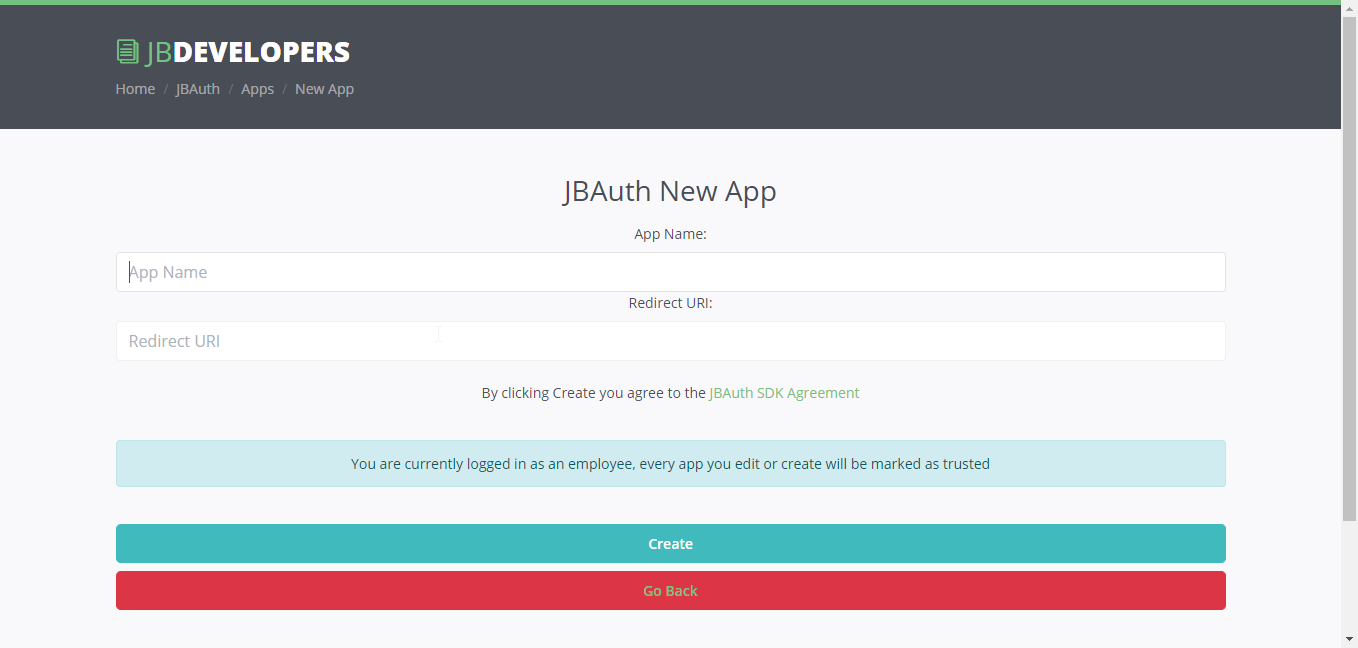 JBDEVELOPERS
Home / JBAuth / Apps / New App
JBAuth New App
App Name:
App Name
Redirect URI:
Redirect URI
By clicking Create you agree to the JBAuth SDK Agreement
You are currently logged in as an employee, every app you edit or create will be marked as trusted
Create
Go Back